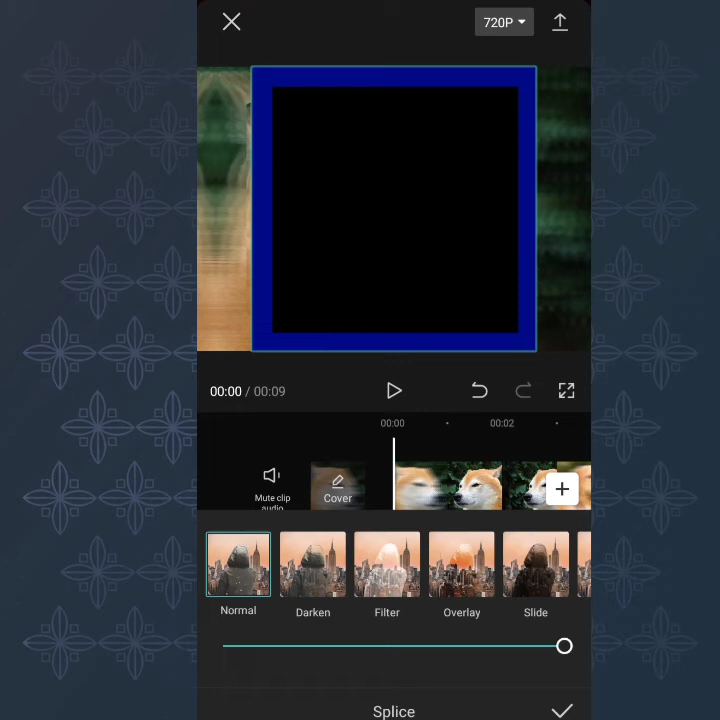 720P
00:00 / 00:09
00:00
00:02
Mute clip
audio
Cover
Normal
Darken
Filter
Overlay
Slide
Splice